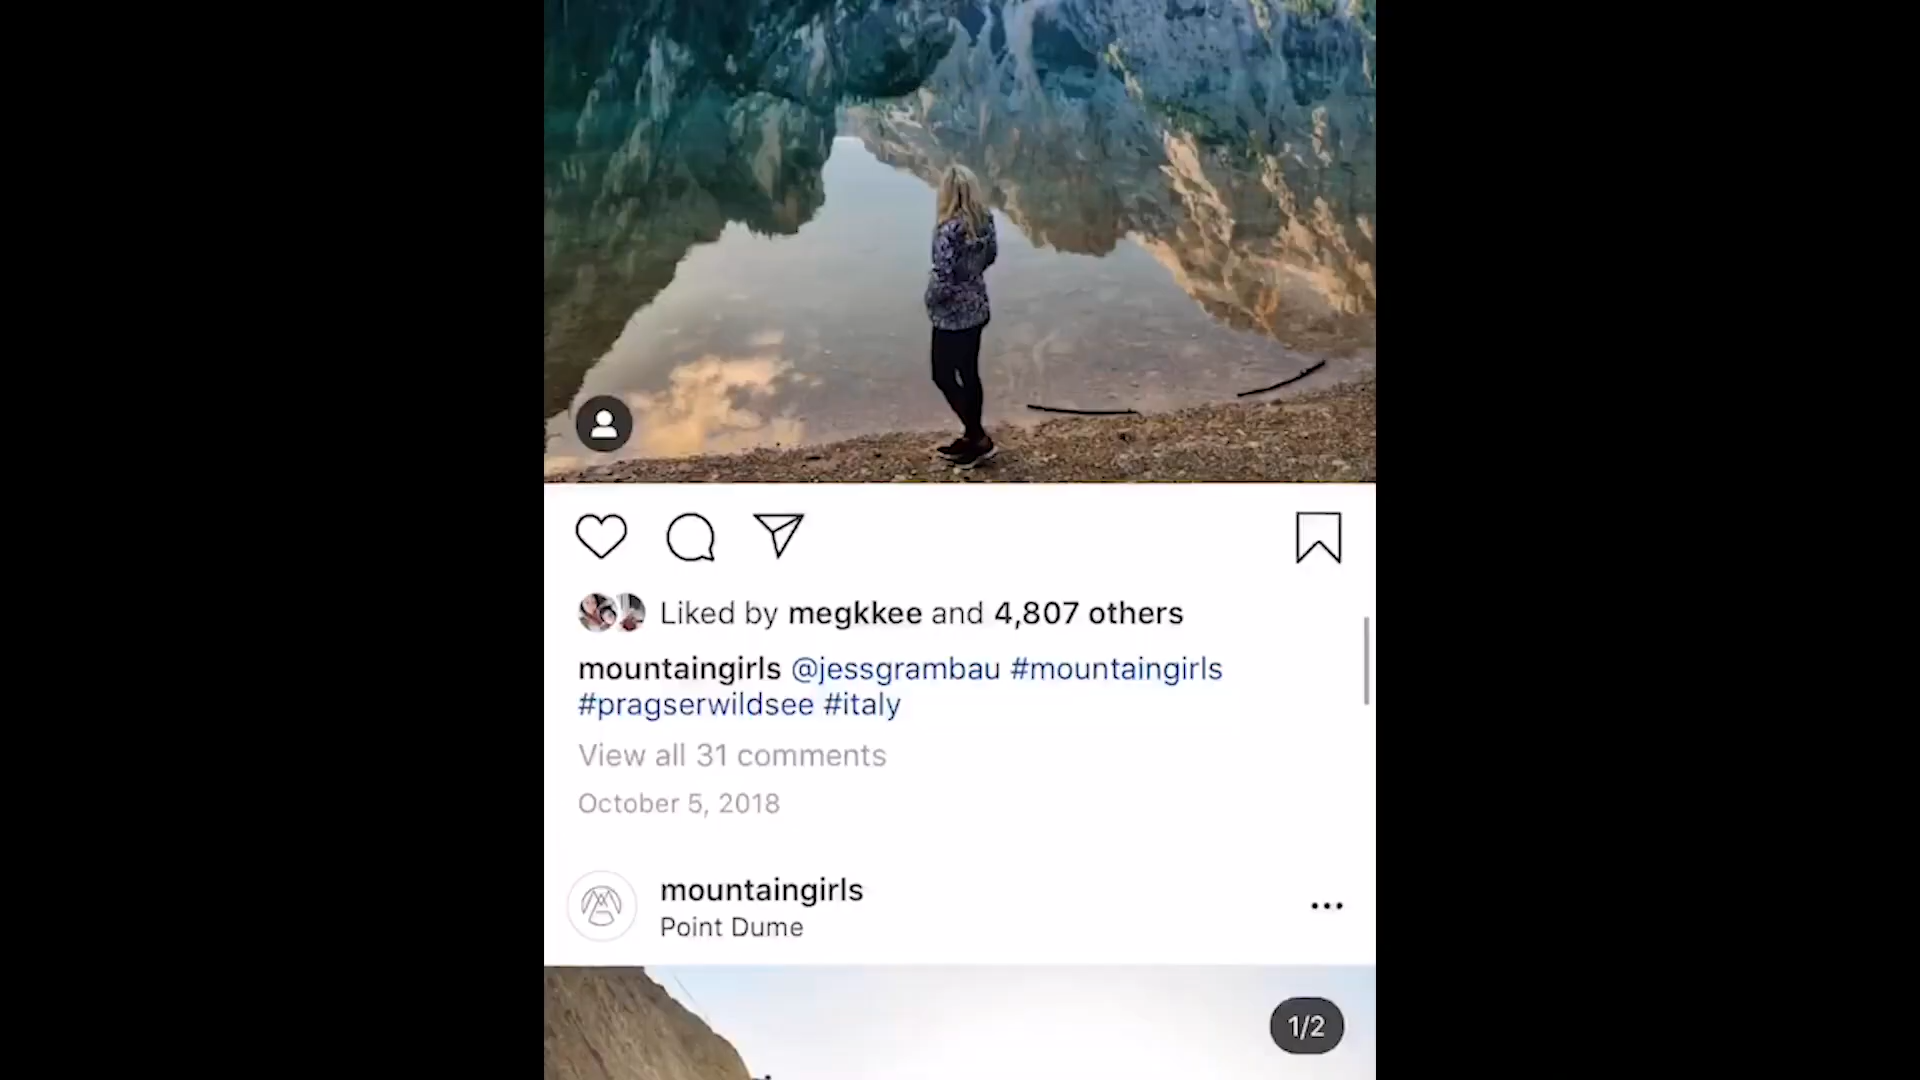 Liked by megkkee and 4,807 others
mountaingirls @jessgrambau #mountaingirls
#pragserwildsee #italy
View all 31 comments
October 5, 2018
mountaingirls
Point Dume
1/2